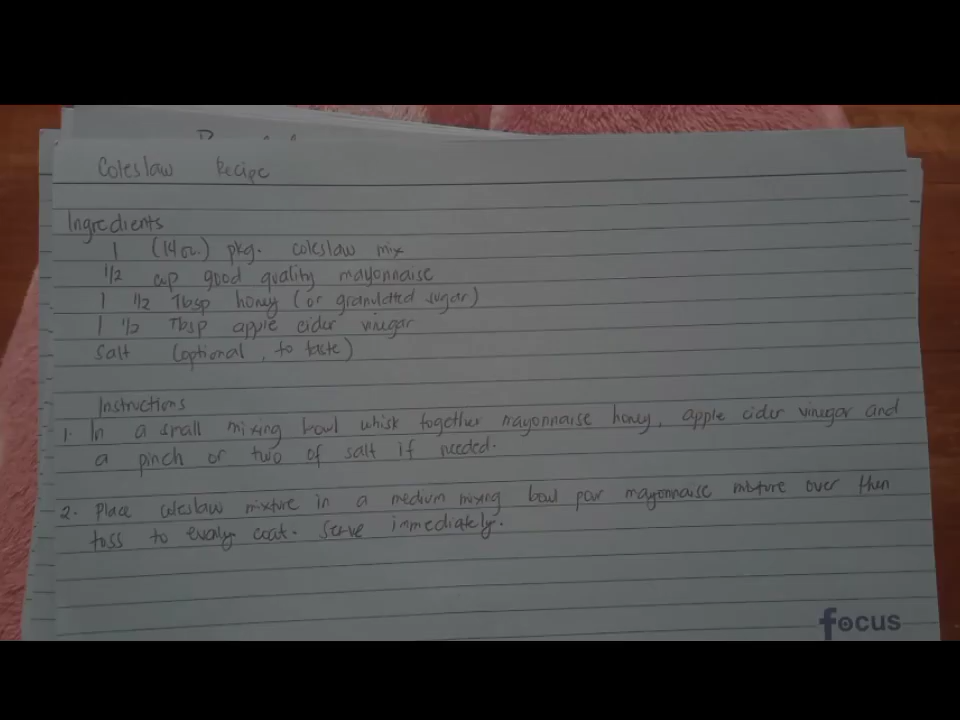 Coleslaw Recipe
Ingredients
1 (14 oz.) pkg. coleslaw mix
1/2 cup good quality mayonnaise
1 1/2 Tbsp honey (or granulated sugar)
1 1/2 Tbsp apple cider vinegar
Salt (optional, to taste)
Instructions
1. In a small mixing bowl whisk together mayonnaise honey, apple cider vinegar and
a pinch or two of salt if needed.
2. Place coleslaw mixture in a medium mixing bowl pour mayonnaise mixture over then
toss to evenly coat. Serve immediately.
focus